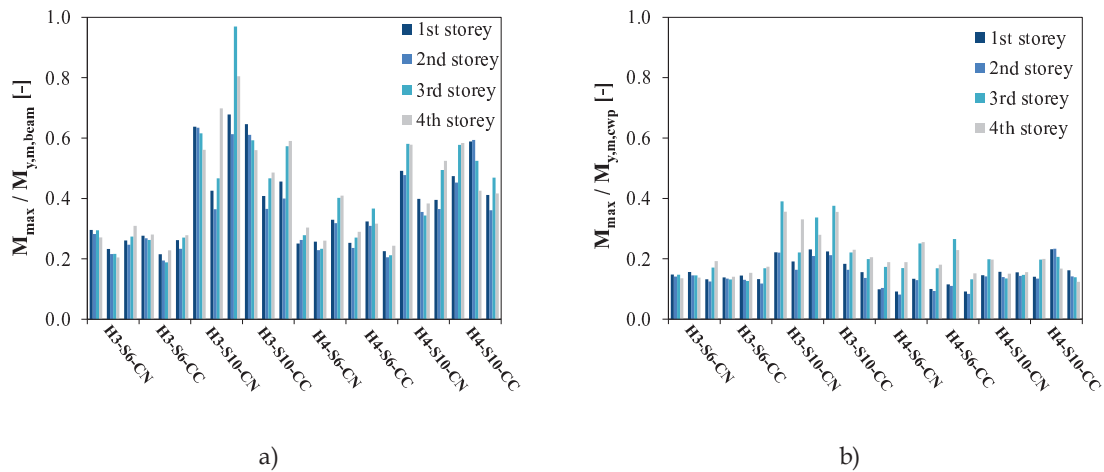 M_max / M_y,m,beam [-]
1.0
0.8
0.6
0.4
0.2
0.0
1st storey
2nd storey
3rd storey
4th storey
H3-S6-CN
H3-S6-CC
H3-S10-CN
H3-S10-CC
H4-S6-CN
H4-S6-CC
H4-S10-CN
H4-S10-CC
a)
M_max / M_y,m,cwp [-]
1.0
0.8
0.6
0.4
0.2
0.0
1st storey
2nd storey
3rd storey
4th storey
H3-S6-CN
H3-S6-CC
H3-S10-CN
H3-S10-CC
H4-S6-CN
H4-S6-CC
H4-S10-CN
H4-S10-CC
b)